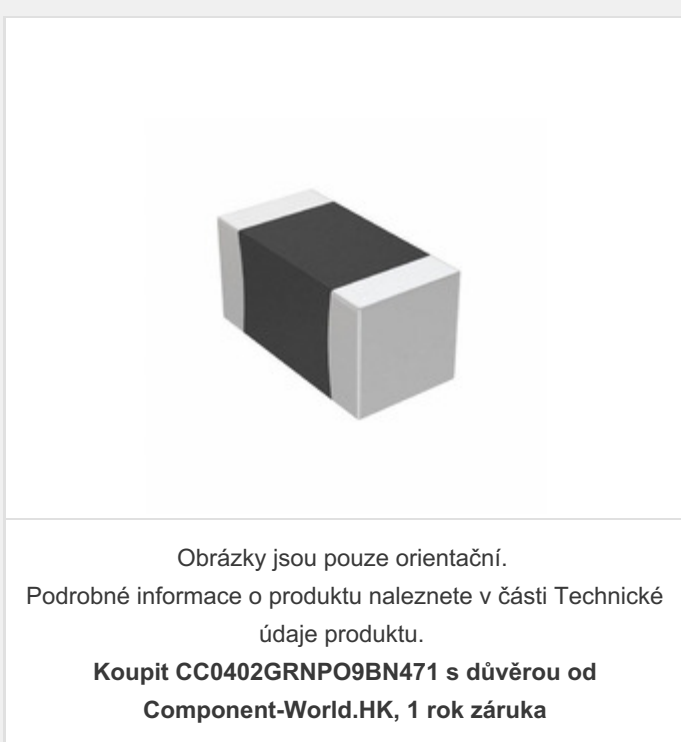 Obrázky jsou pouze orientační.
Podrobné informace o produktu naleznete v části Technické
údaje produktu.
Koupit CC0402GRNPO9BN471 s důvěrou od
Component-World.HK, 1 rok záruka